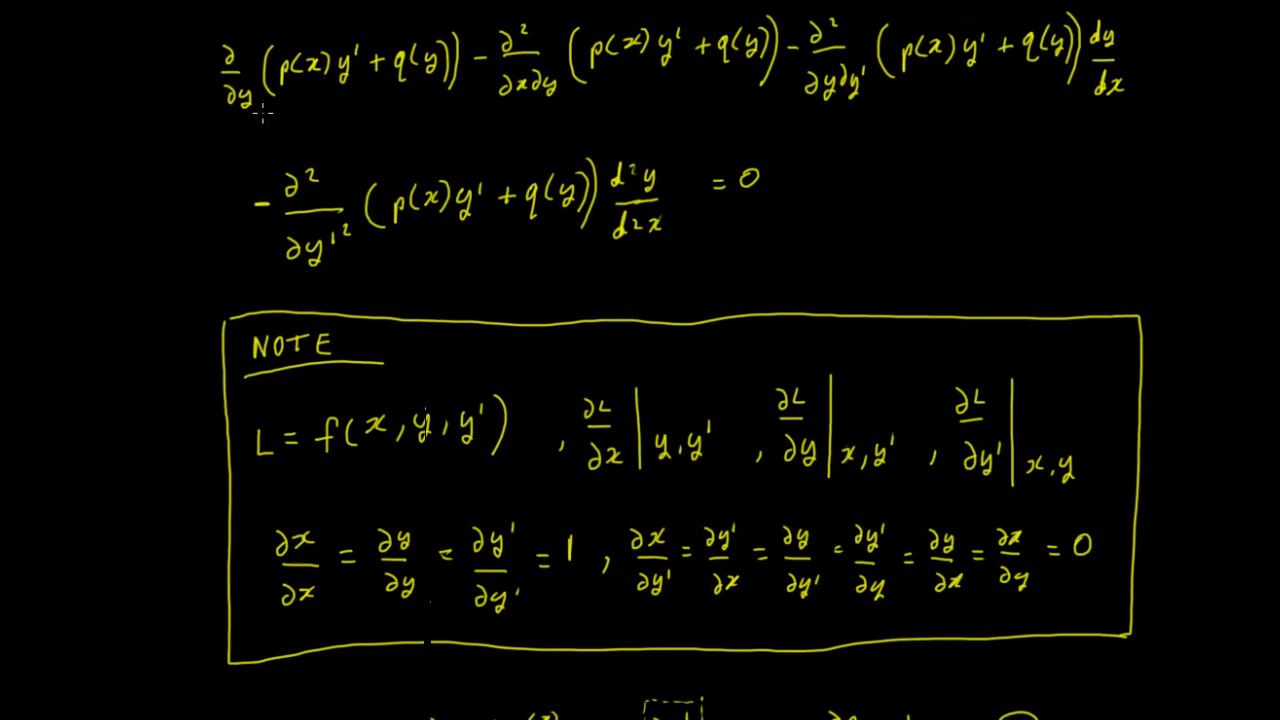 ∂/∂y (p(x)y' + q(y)) - ∂²/∂x∂y (p(x)y' + q(y)) - ∂²/∂y∂y' (p(x)y' + q(y)) dy/dx
- ∂²/∂y'² (p(x)y' + q(y)) d²y/d2x = 0
NOTE
L = f(x, y, y') , ∂L/∂x | y,y' , ∂L/∂y | x,y' , ∂L/∂y' | x,y
∂x/∂x = ∂y/∂y = ∂y'/∂y' = 1 , ∂x/∂y' = ∂y'/∂x = ∂y/∂y' = ∂y'/∂y = ∂y/∂x = ∂x/∂y = 0